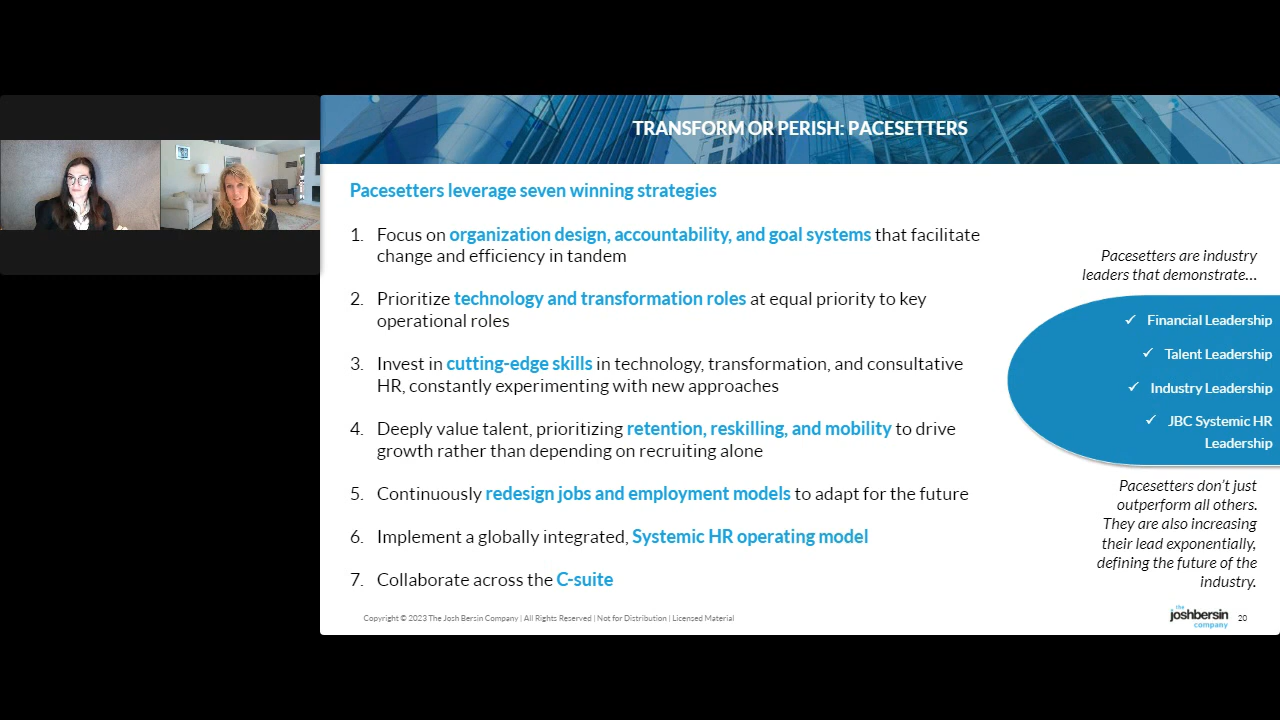 TRANSFORM OR PERISH: PACESETTERS
Pacesetters leverage seven winning strategies
1. Focus on organization design, accountability, and goal systems that facilitate
change and efficiency in tandem
2. Prioritize technology and transformation roles at equal priority to key
operational roles
3. Invest in cutting-edge skills in technology, transformation, and consultative
HR, constantly experimenting with new approaches
4. Deeply value talent, prioritizing retention, reskilling, and mobility to drive
growth rather than depending on recruiting alone
5. Continuously redesign jobs and employment models to adapt for the future
6. Implement a globally integrated, Systemic HR operating model
7. Collaborate across the C-suite
Pacesetters are industry
leaders that demonstrate...
✓ Financial Leadership
✓ Talent Leadership
✓ Industry Leadership
✓ JBC Systemic HR
Leadership
Pacesetters don’t just
outperform all others.
They are also increasing
their lead exponentially,
defining the future of the
industry.
Copyright © 2023 The Josh Bersin Company | All Rights Reserved | Not for Distribution | Licensed Material
the
joshbersin
company
20